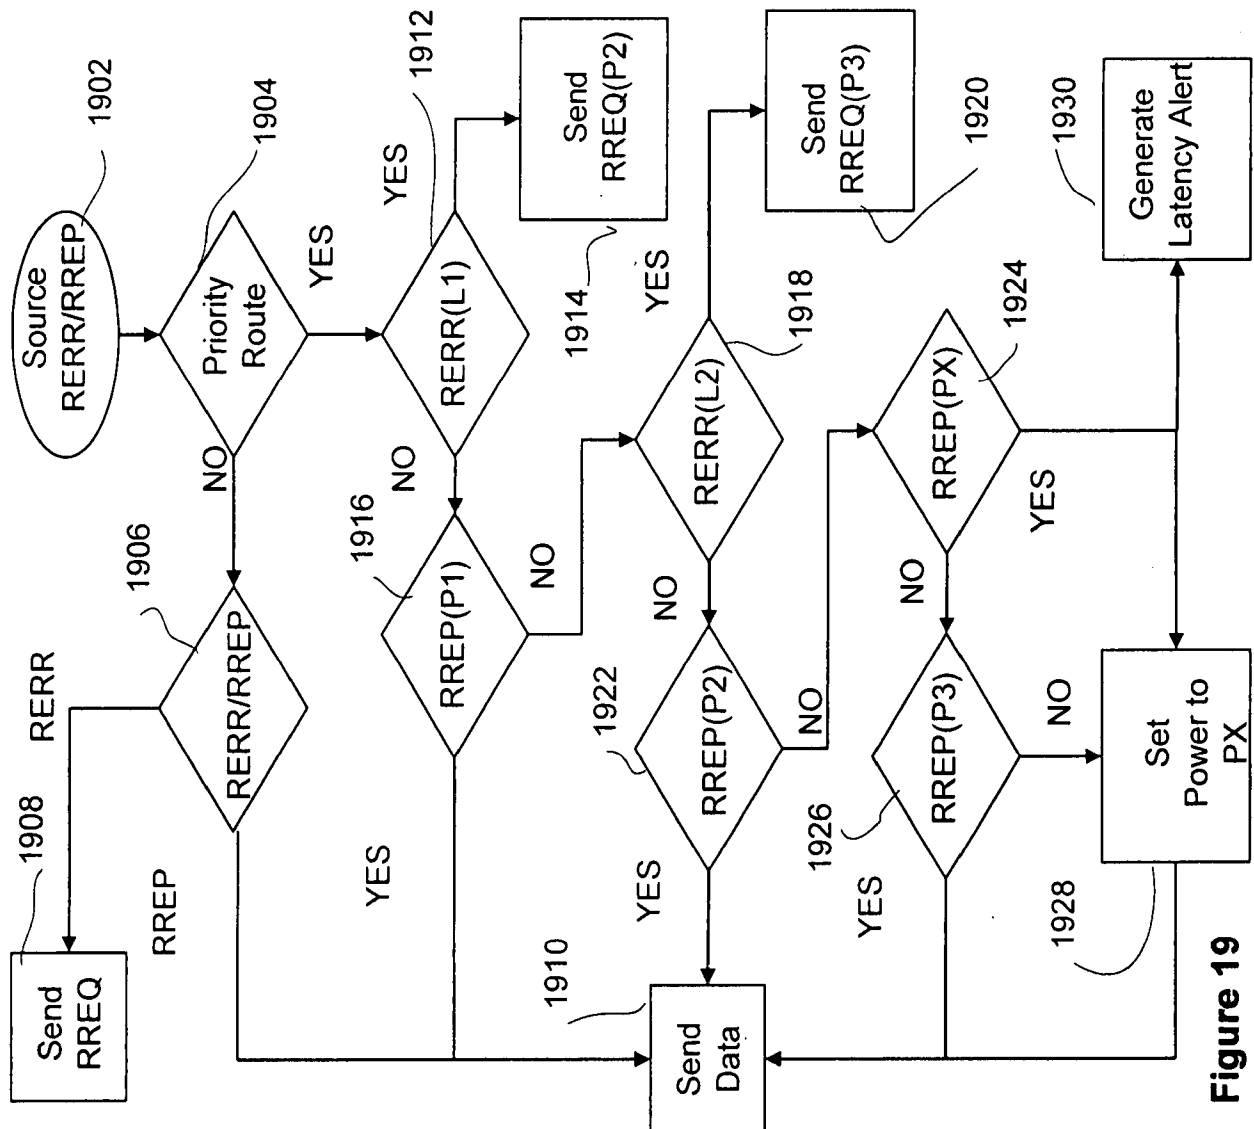 Source
RERR/RREP
1902
Priority
Route
1904
NO
YES
RERR/RREP
1906
RERR
RREP
Send
RREQ
1908
RERR(L1)
1912
YES
NO
Send
RREQ(P2)
1914
RREP(P1)
1916
YES
NO
RERR(L2)
1918
YES
NO
Send
RREQ(P3)
1920
RREP(P2)
1922
YES
NO
Send
Data
1910
RREP(PX)
1924
YES
NO
RREP(P3)
1926
YES
NO
Set
Power to
PX
1928
Generate
Latency Alert
1930
Figure 19